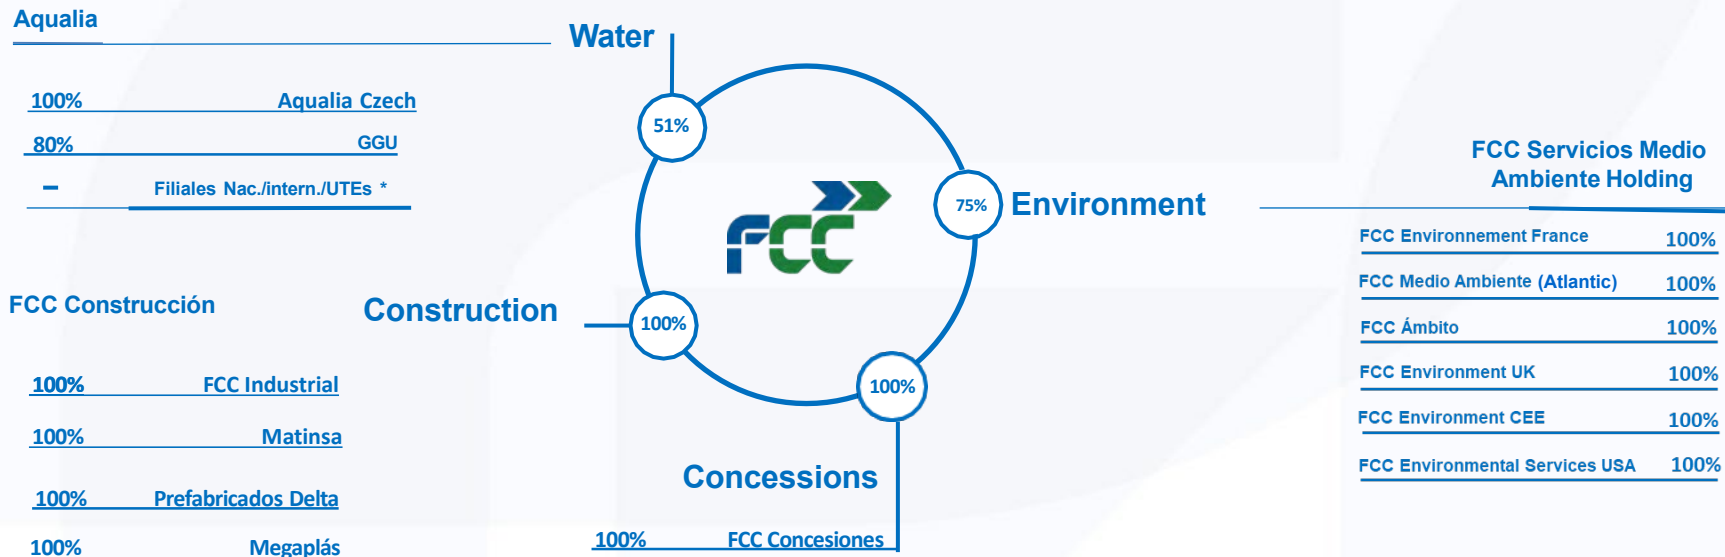 Aqualia
Water
100% Aqualia Czech
80% GGU
– Filiales Nac./intern./UTEs *
51%
FCC
75%
Environment
FCC Servicios Medio
Ambiente Holding
FCC Environnement France 100%
FCC Medio Ambiente (Atlantic) 100%
FCC Ámbito 100%
FCC Environment UK 100%
FCC Environment CEE 100%
FCC Environmental Services USA 100%
FCC Construcción
Construction
100%
100% FCC Industrial
100% Matinsa
100% Prefabricados Delta
100% Megaplás
100%
Concessions
100% FCC Concesiones